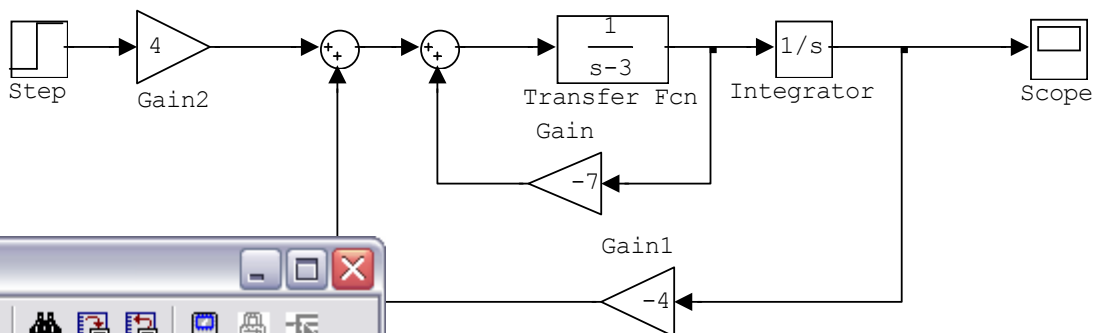 1
4
+
+
+
+
s-3
1/s
Step
Gain2
Transfer Fcn
Integrator
Scope
Gain
-7
Gain1
-4